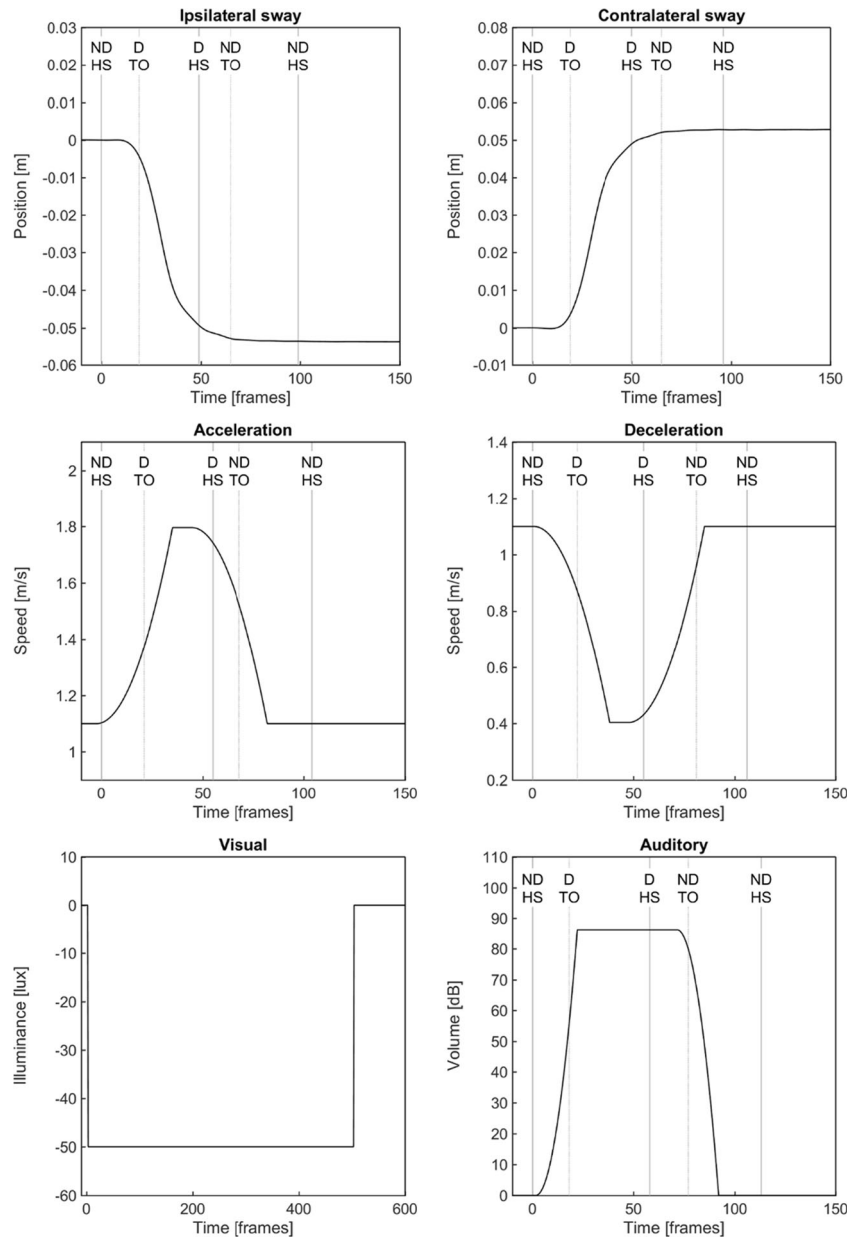 Ipsilateral sway
0.03
0.02
0.01
0
-0.01
-0.02
-0.03
-0.04
-0.05
-0.06
Position [m]
ND D D ND ND
HS TO HS TO HS
0 50 100 150
Time [frames]
Contralateral sway
0.08
0.07
0.06
0.05
0.04
0.03
0.02
0.01
0
-0.01
Position [m]
ND D D ND ND
HS TO HS TO HS
0 50 100 150
Time [frames]
Acceleration
2
1.8
1.6
1.4
1.2
1
Speed [m/s]
ND D D ND ND
HS TO HS TO HS
0 50 100 150
Time [frames]
Deceleration
1.4
1.2
1
0.8
0.6
0.4
0.2
Speed [m/s]
ND D D ND ND
HS TO HS TO HS
0 50 100 150
Time [frames]
Visual
10
0
-10
-20
-30
-40
-50
-60
Illuminance [lux]
0 200 400 600
Time [frames]
Auditory
110
100
90
80
70
60
50
40
30
20
10
0
Volume [dB]
ND D D ND ND
HS TO HS TO HS
0 50 100 150
Time [frames]